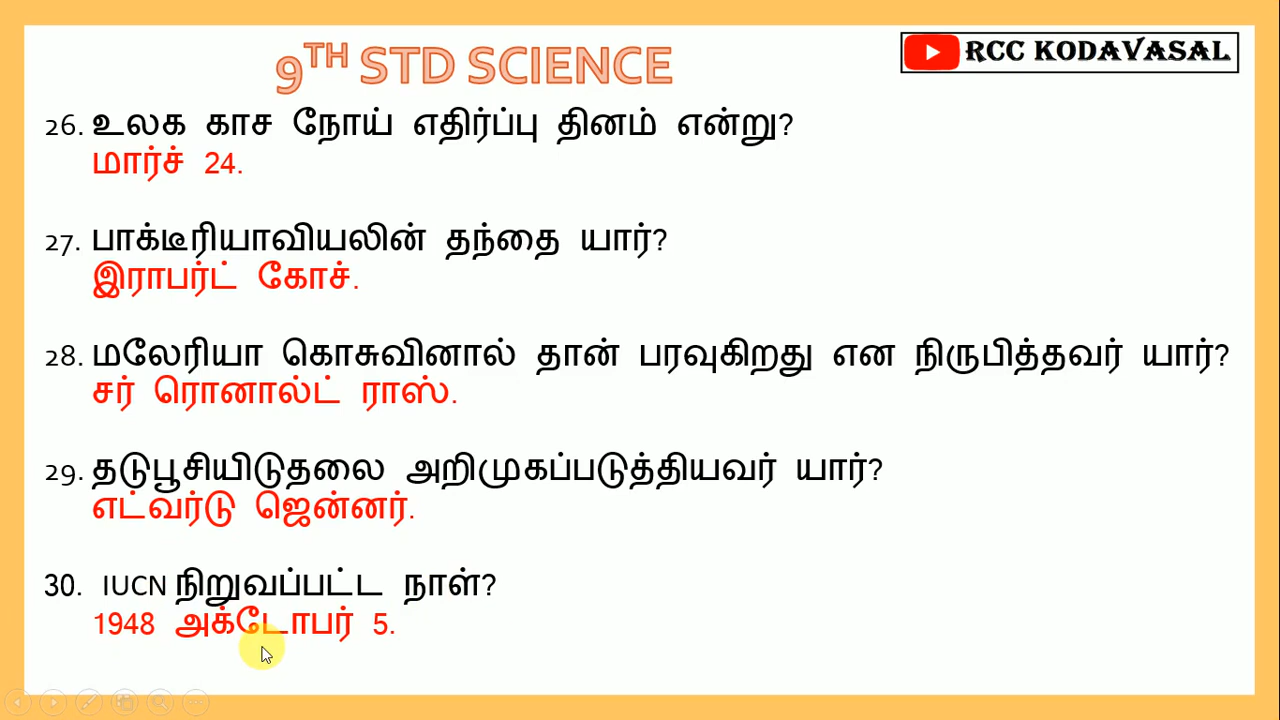 9TH STD SCIENCE
RCC KODAVASAL
26. உலக காச நோய் எதிர்ப்பு தினம் என்று?
மார்ச் 24.
27. பாக்டீரியாவியலின் தந்தை யார்?
இராபர்ட் கோச்.
28. மலேரியா கொசுவினால் தான் பரவுகிறது என நிருபித்தவர் யார்?
சர் ரொனால்ட் ராஸ்.
29. தடுபூசியிடுதலை அறிமுகப்படுத்தியவர் யார்?
எட்வர்டு ஜென்னர்.
30. IUCN நிறுவப்பட்ட நாள்?
1948 அக்டோபர் 5.